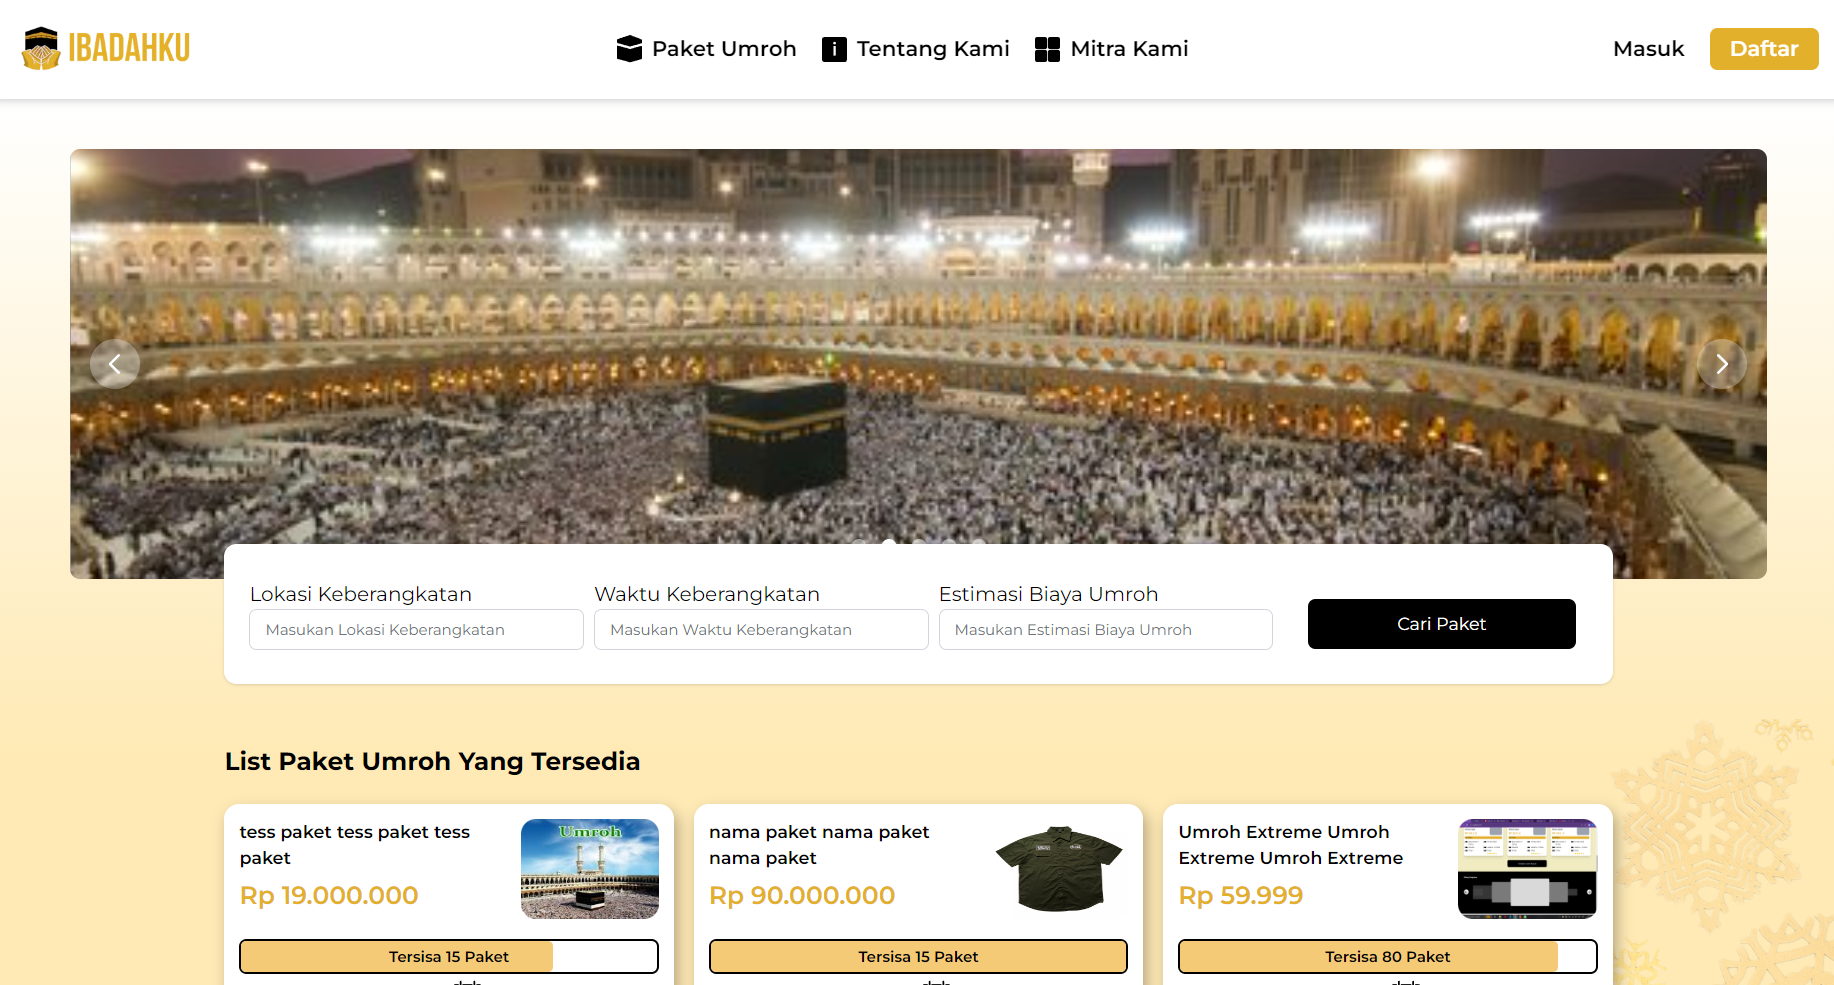 IBADAHKU
Paket Umroh
Tentang Kami
Mitra Kami
Masuk
Daftar
Lokasi Keberangkatan
Waktu Keberangkatan
Estimasi Biaya Umroh
Masukan Lokasi Keberangkatan
Masukan Waktu Keberangkatan
Masukan Estimasi Biaya Umroh
Cari Paket
List Paket Umroh Yang Tersedia
tess paket tess paket tess
paket
Rp 19.000.000
Umroh
Tersisa 15 Paket
nama paket nama paket
nama paket
Rp 90.000.000
Tersisa 15 Paket
Umroh Extreme Umroh
Extreme Umroh Extreme
Rp 59.999
Tersisa 80 Paket